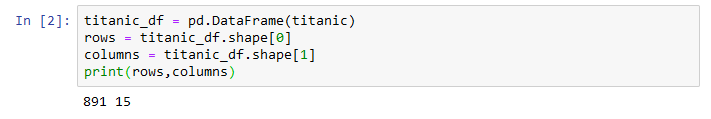 In [2]: titanic_df = pd.DataFrame(titanic)
rows = titanic_df.shape[0]
columns = titanic_df.shape[1]
print(rows,columns)
891 15